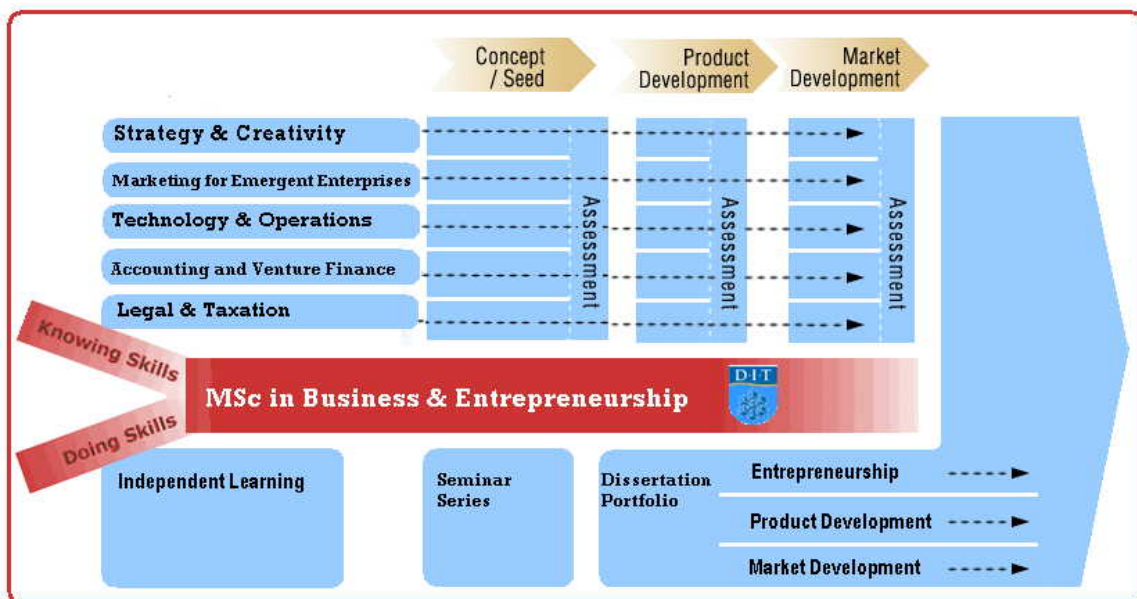 Concept
/ Seed
Product
Development
Market
Development
Strategy & Creativity
Marketing for Emergent Enterprises
Technology & Operations
Accounting and Venture Finance
Legal & Taxation
Assessment
Assessment
Assessment
Knowing Skills
Doing Skills
MSc in Business & Entrepreneurship
D·I·T
Independent Learning
Seminar
Series
Dissertation
Portfolio
Entrepreneurship
Product Development
Market Development